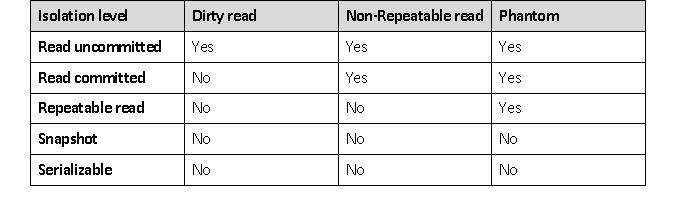 Isolation level Dirty read Non-Repeatable read Phantom
Read uncommitted Yes Yes Yes
Read committed No Yes Yes
Repeatable read No No Yes
Snapshot No No No
Serializable No No No